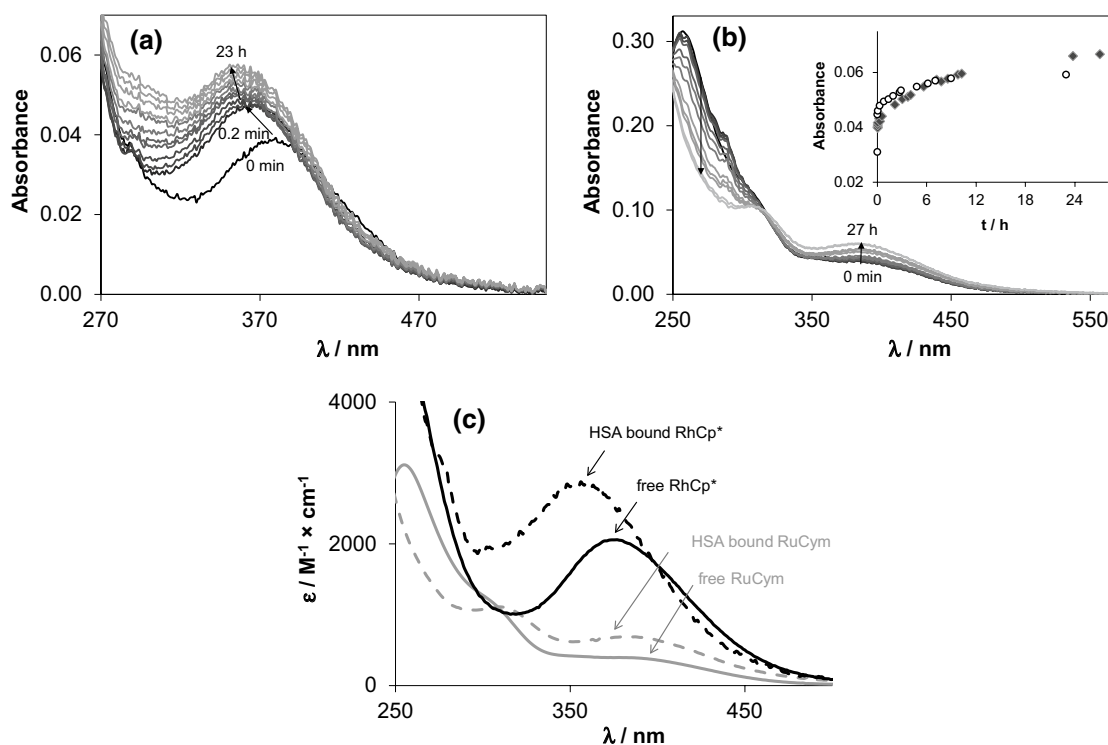 (a)
0.06
0.04
0.02
0.00
Absorbance
23 h
0.2 min
0 min
270
370
470
λ / nm
(b)
0.30
0.20
0.10
0.00
Absorbance
27 h
0 min
250
350
450
550
λ / nm
0.06
0.04
0.02
Absorbance
0
6
12
18
24
t / h
(c)
4000
2000
0
ε / M⁻¹ × cm⁻¹
HSA bound RhCp*
free RhCp*
HSA bound RuCym
free RuCym
250
350
450
λ / nm